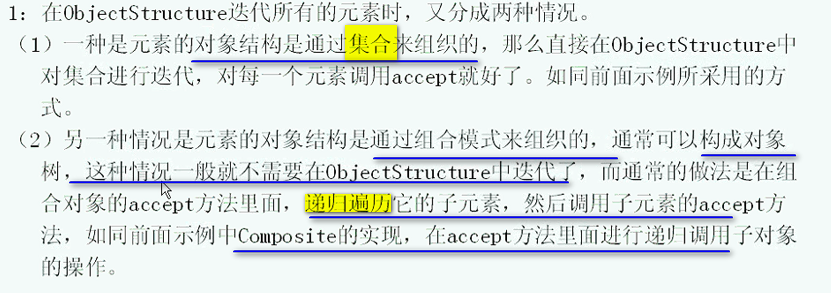 1：在ObjectStructure迭代所有的元素时，又分成两种情况。
（1）一种是元素的对象结构是通过集合来组织的，那么直接在ObjectStructure中
对集合进行迭代，对每一个元素调用accept就好了。如同前面示例所采用的方
式。
（2）另一种情况是元素的对象结构是通过组合模式来组织的，通常可以构成对象
树，这种情况一般就不需要在ObjectStructure中迭代了，而通常的做法是在组
合对象的accept方法里面，递归遍历它的子元素，然后调用子元素的accept方
法，如同前面示例中Composite的实现，在accept方法里面进行递归调用子对象
的操作。